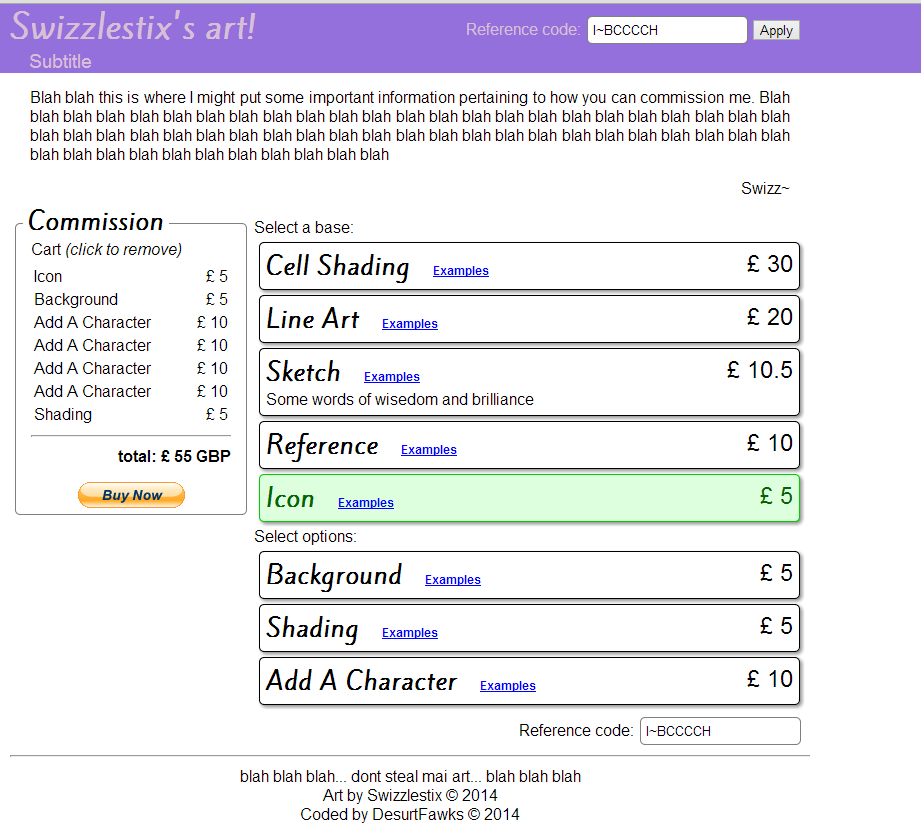 Swizzlestix's art!
Reference code: I~BCCCCH Apply
Subtitle
Blah blah this is where I might put some important information pertaining to how you can commission me. Blah
blah blah blah blah blah blah blah blah blah blah blah blah blah blah blah blah blah blah blah blah blah blah blah
blah blah blah blah blah blah blah blah blah blah blah blah blah blah blah blah blah blah blah blah blah blah blah
blah blah blah blah blah blah blah blah blah blah blah
Swizz~
Commission
Cart (click to remove)
Icon £ 5
Background £ 5
Add A Character £ 10
Add A Character £ 10
Add A Character £ 10
Add A Character £ 10
Shading £ 5
total: £ 55 GBP
Buy Now
Select a base:
Cell Shading Examples £ 30
Line Art Examples £ 20
Sketch Examples £ 10.5
Some words of wisedom and brilliance
Reference Examples £ 10
Icon Examples £ 5
Select options:
Background Examples £ 5
Shading Examples £ 5
Add A Character Examples £ 10
Reference code: I~BCCCCH
blah blah blah... dont steal mai art... blah blah blah
Art by Swizzlestix © 2014
Coded by DesurtFawks © 2014